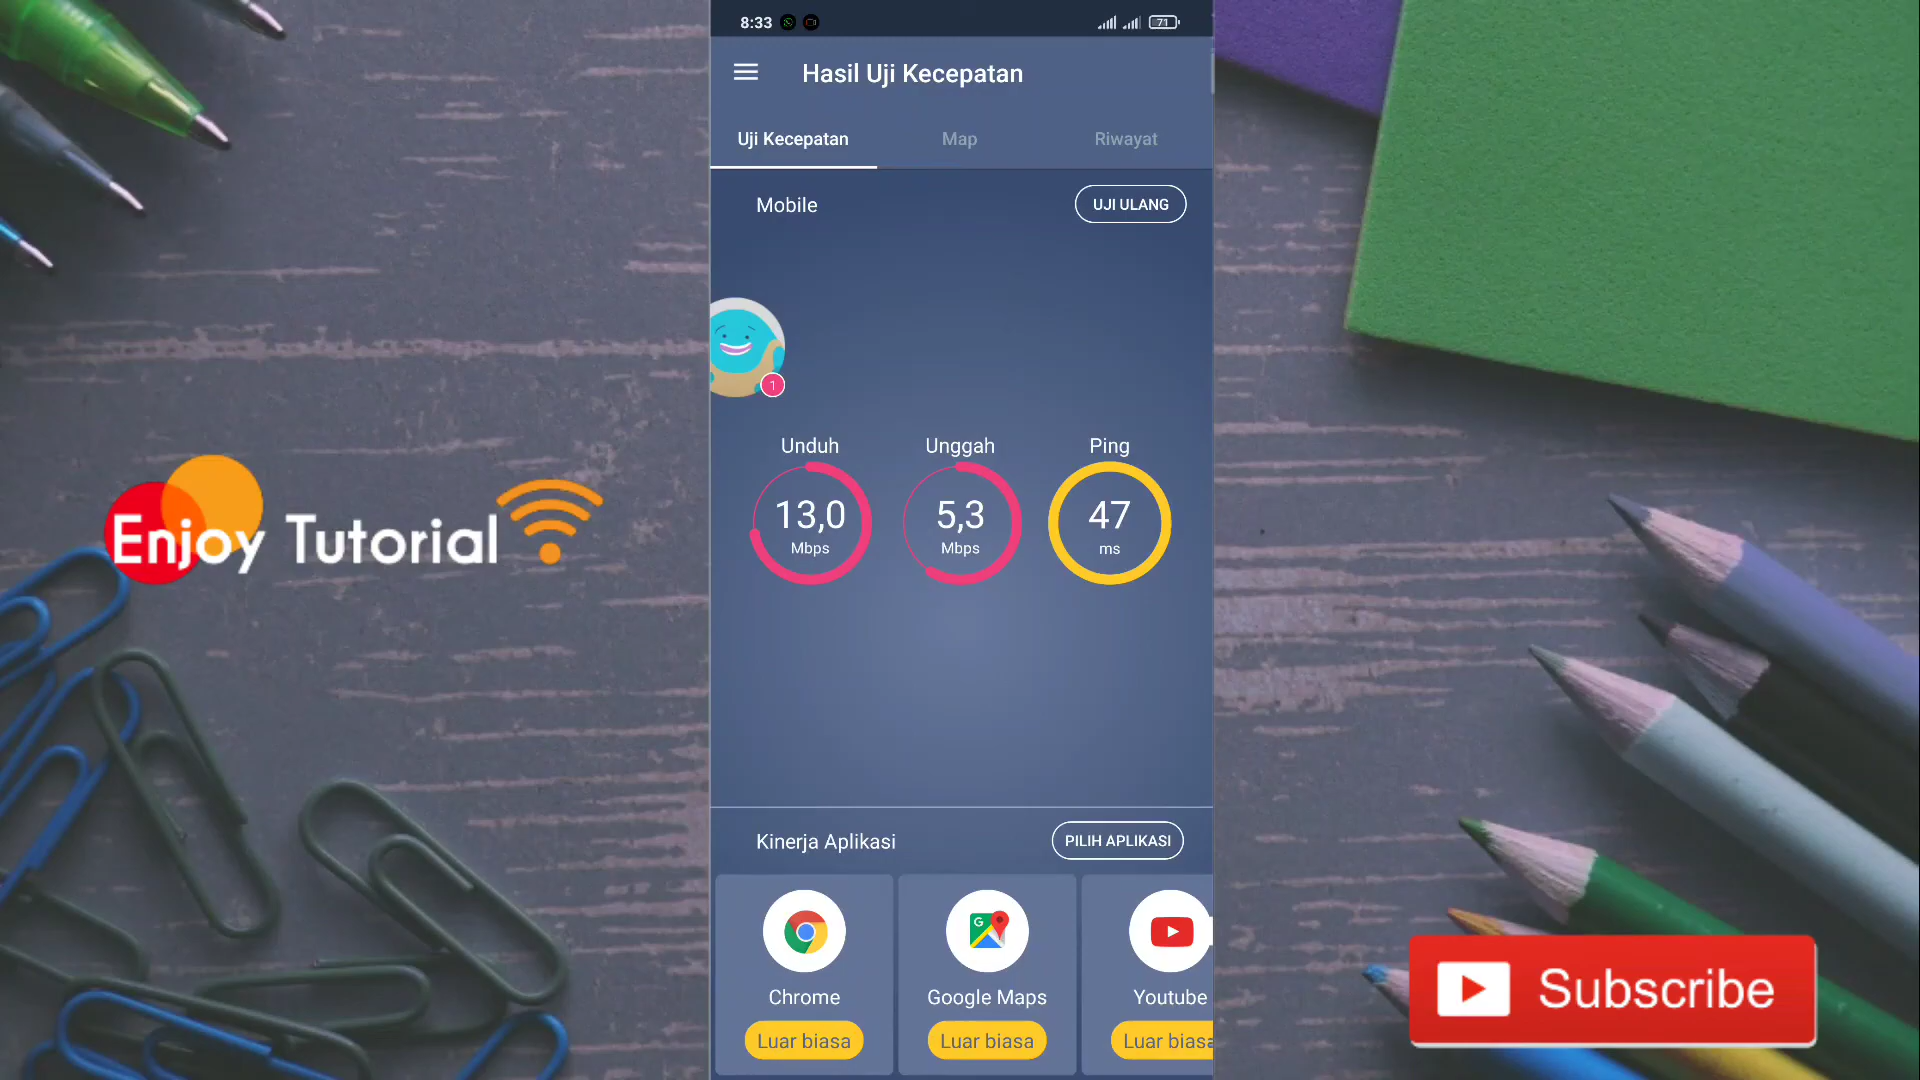 8:33
71
Hasil Uji Kecepatan
Uji Kecepatan Map Riwayat
Mobile UJI ULANG
1
Unduh Unggah Ping
13,0 5,3 47
Mbps Mbps ms
Enjoy Tutorial
Kinerja Aplikasi PILIH APLIKASI
G
Chrome Google Maps Youtube
Luar biasa Luar biasa Luar biasa
Subscribe